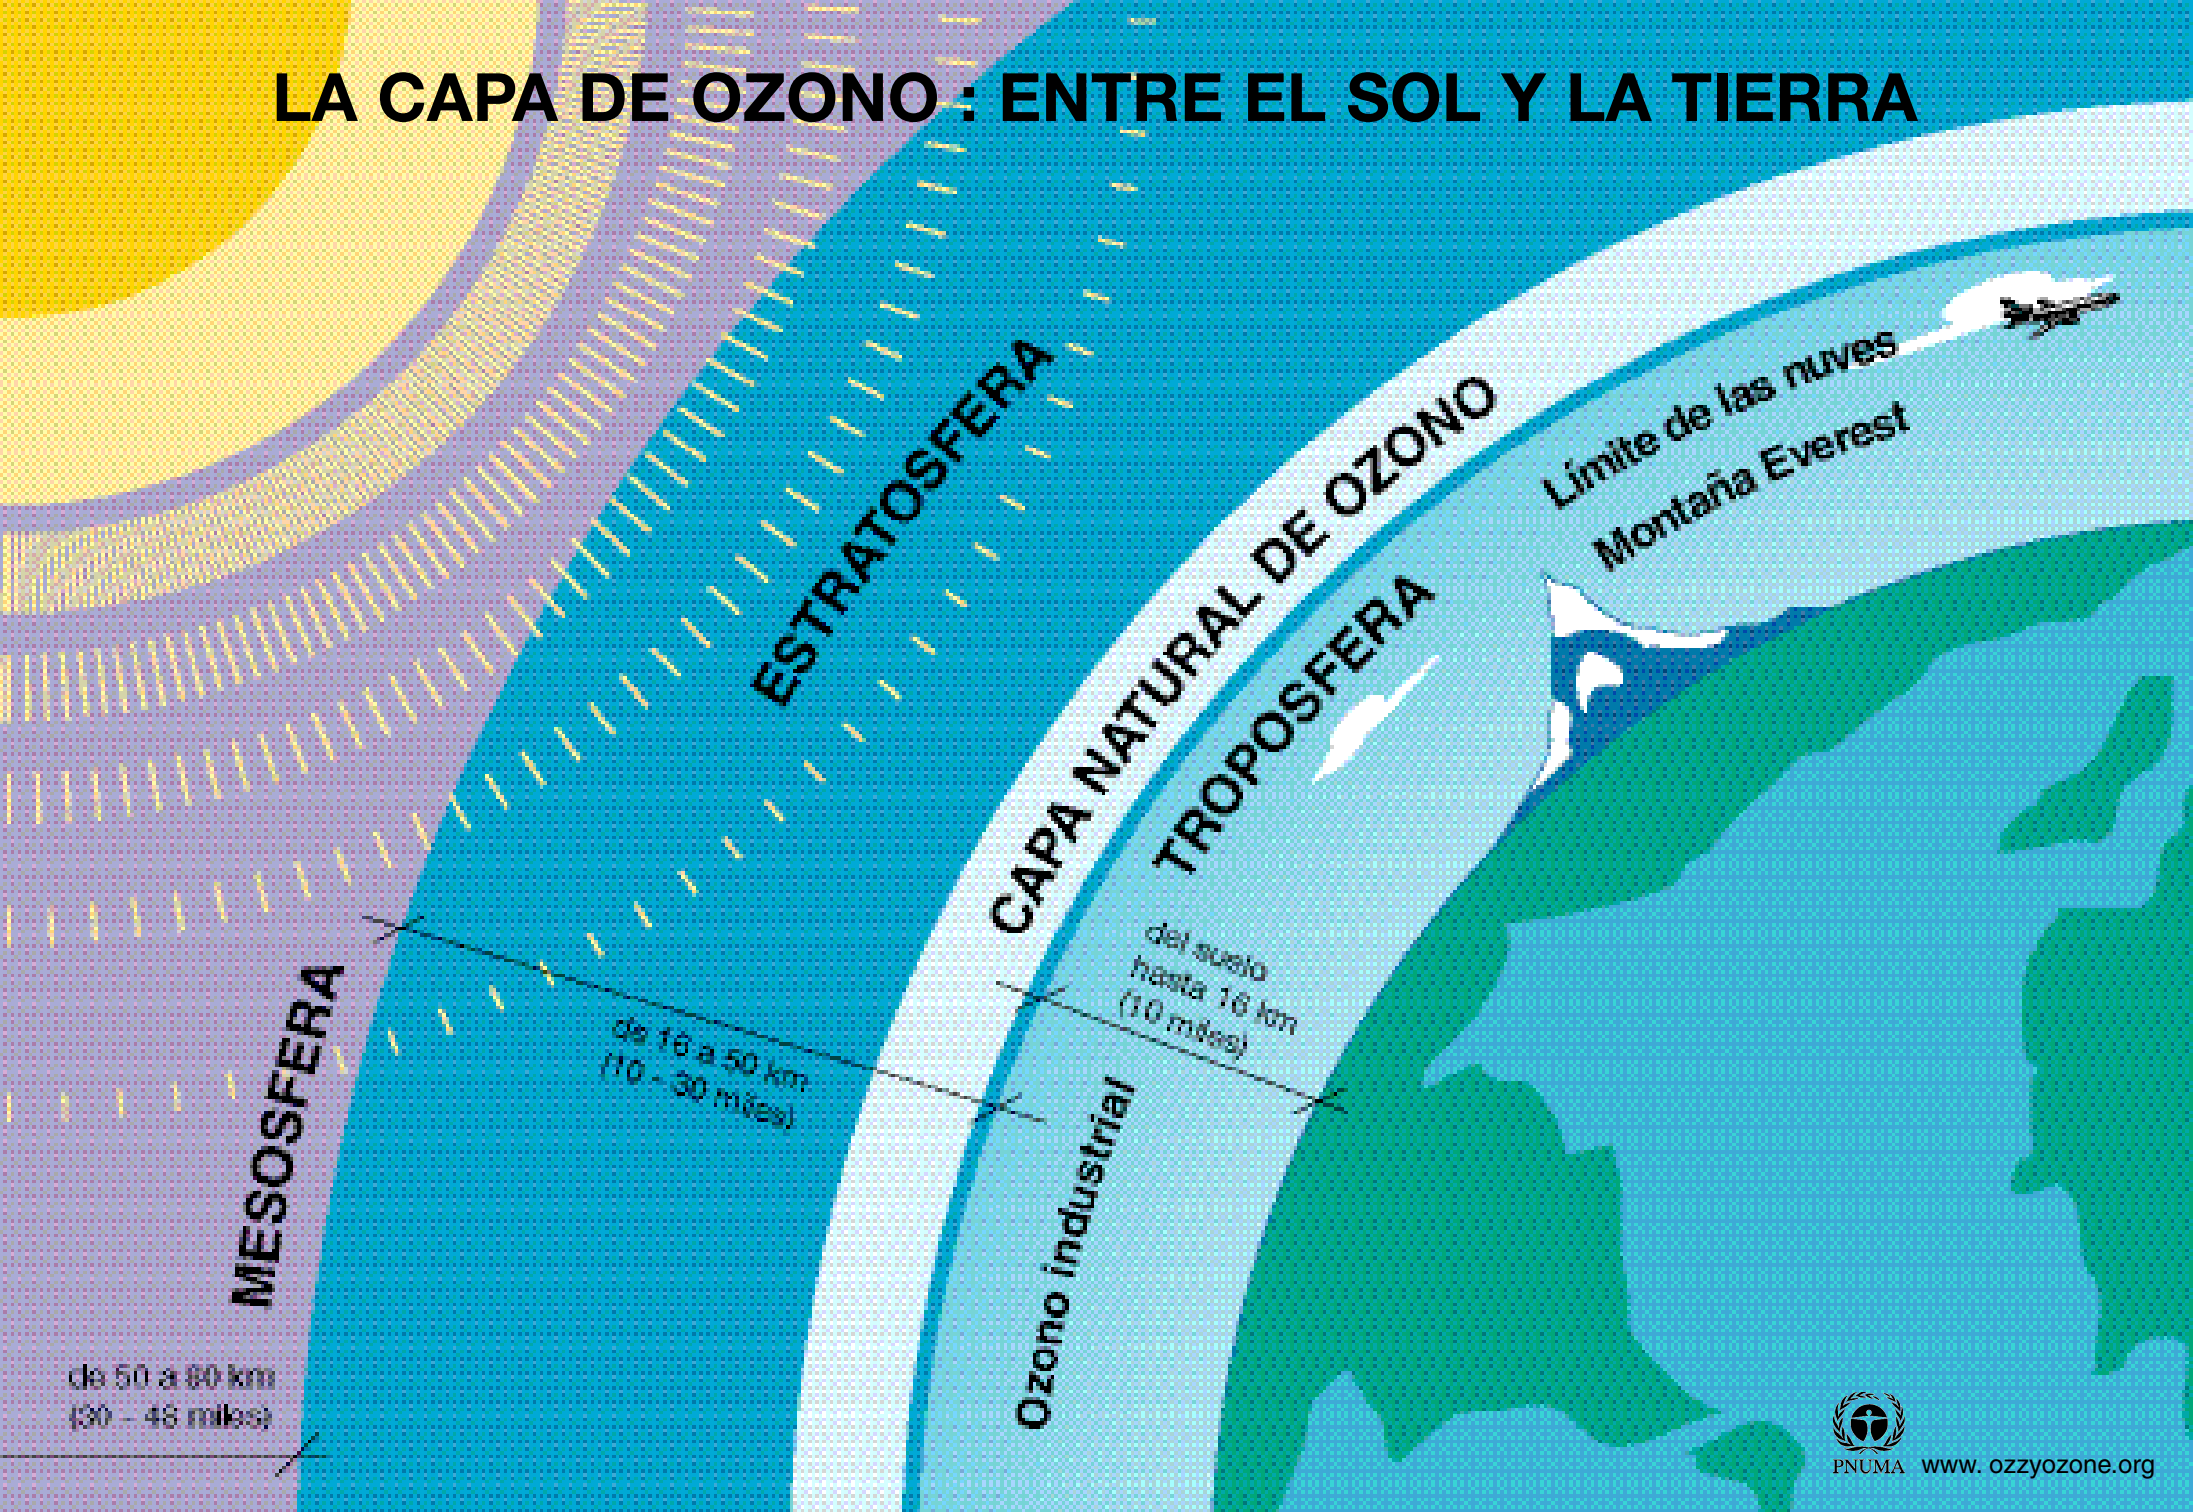 LA CAPA DE OZONO : ENTRE EL SOL Y LA TIERRA
MESOSFERA
de 50 a 80 km
(30 - 48 miles)
ESTRATOSFERA
de 16 a 50 km
(10 - 30 miles)
CAPA NATURAL DE OZONO
TROPOSFERA
del suelo
hasta 16 km
(10 miles)
Ozono industrial
Límite de las nuves
Montaña Everest
PNUMA
www. ozzyozone.org